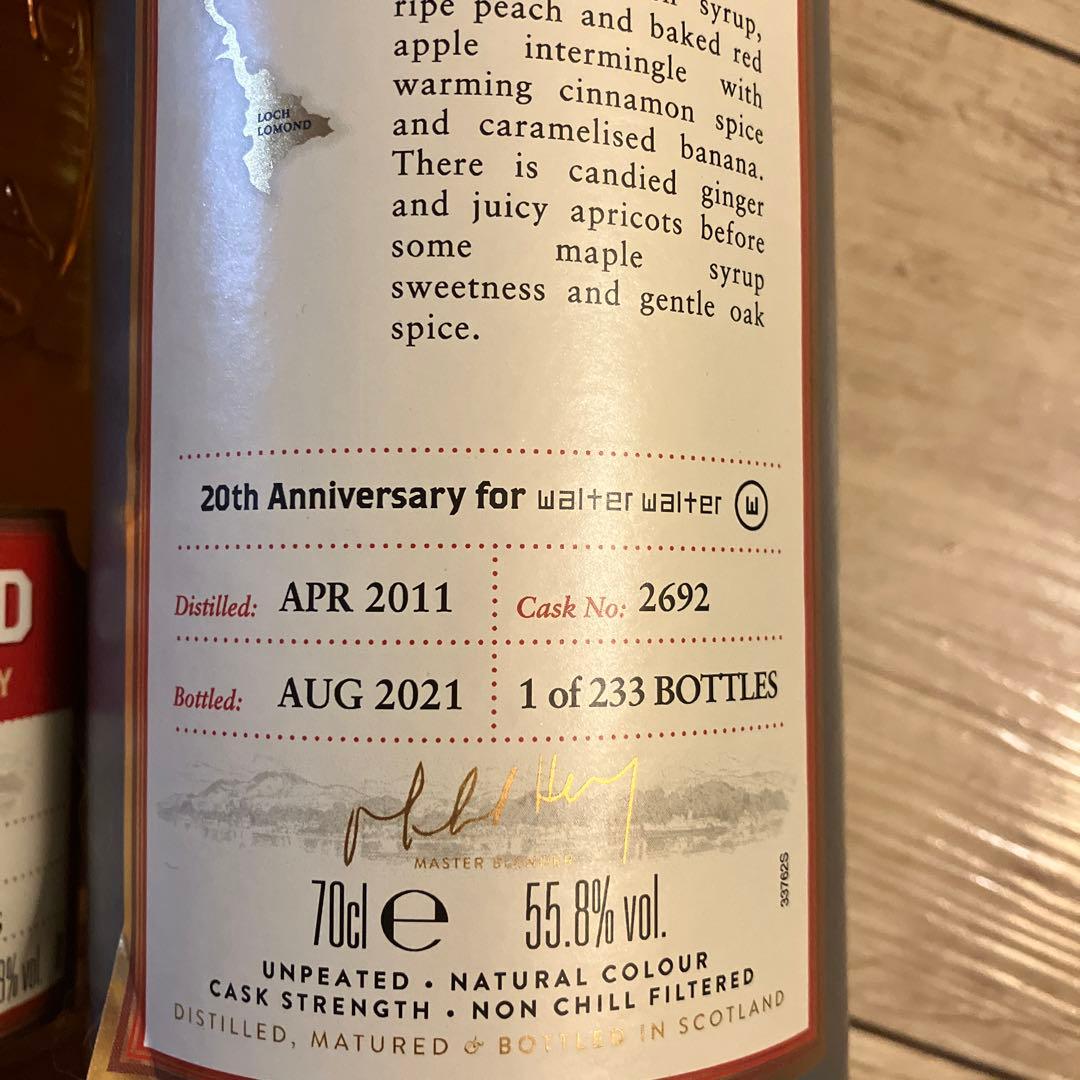 syrup,
ripe peach and baked red
apple intermingle with
warming cinnamon spice
and caramelised banana.
There is candied ginger
and juicy apricots before
some maple syrup
sweetness and gentle oak
spice.
LOCH
LOMOND
20th Anniversary for walter walter w
Distilled: APR 2011
Cask No: 2692
Bottled: AUG 2021
1 of 233 BOTTLES
MASTER BLENDER
70cl e 55.8% vol.
UNPEATED • NATURAL COLOUR
CASK STRENGTH • NON CHILL FILTERED
DISTILLED, MATURED & BOTTLED IN SCOTLAND
33762S
D
Y
% vol